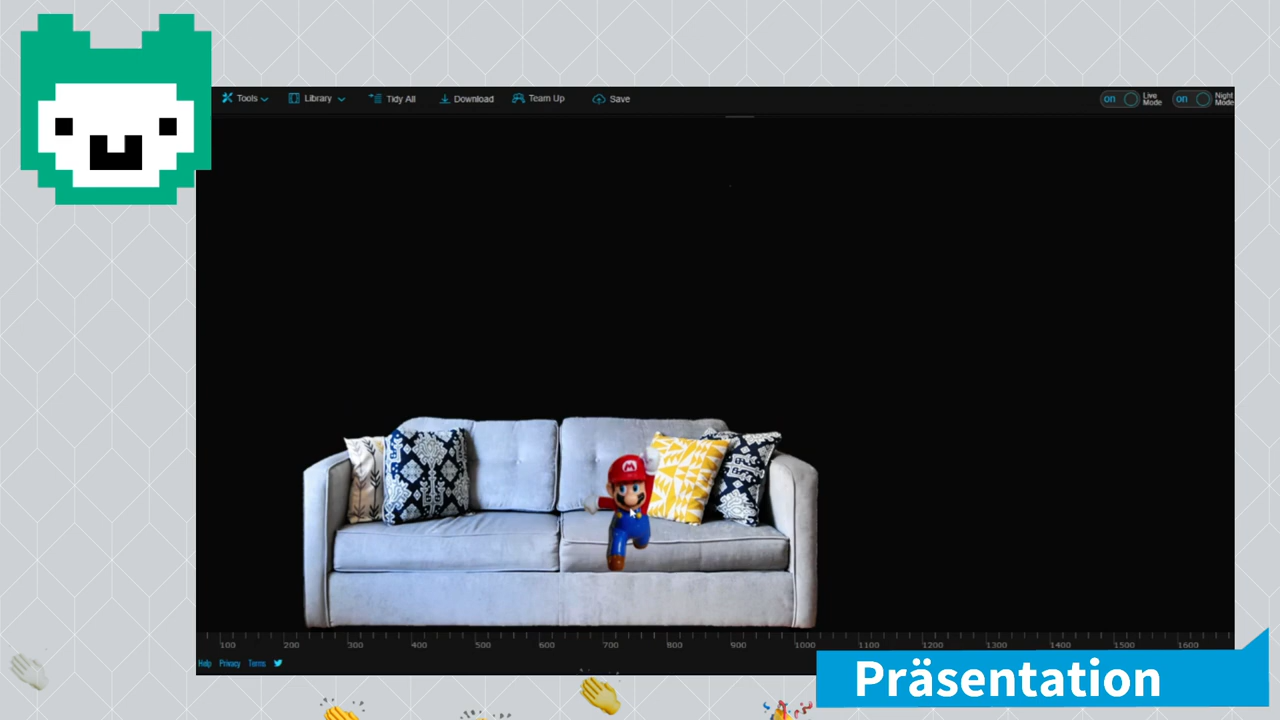 Tools Library Tidy All Download Team Up Save on Live Mode on Night Mode
M
100 200 300 400 500 600 700 800 900 1000 1100 1200 1300 1400 1500 1600
Help Privacy Terms
Präsentation